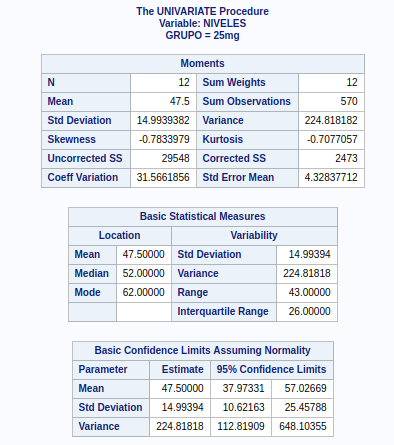 The UNIVARIATE Procedure
Variable: NIVELES
GRUPO = 25mg
Moments
N 12 Sum Weights 12
Mean 47.5 Sum Observations 570
Std Deviation 14.9939382 Variance 224.818182
Skewness -0.7833979 Kurtosis -0.7077057
Uncorrected SS 29548 Corrected SS 2473
Coeff Variation 31.5661856 Std Error Mean 4.32837712
Basic Statistical Measures
Location Variability
Mean 47.50000 Std Deviation 14.99394
Median 52.00000 Variance 224.81818
Mode 62.00000 Range 43.00000
Interquartile Range 26.00000
Basic Confidence Limits Assuming Normality
Parameter Estimate 95% Confidence Limits
Mean 47.50000 37.97331 57.02669
Std Deviation 14.99394 10.62163 25.45788
Variance 224.81818 112.81909 648.10355